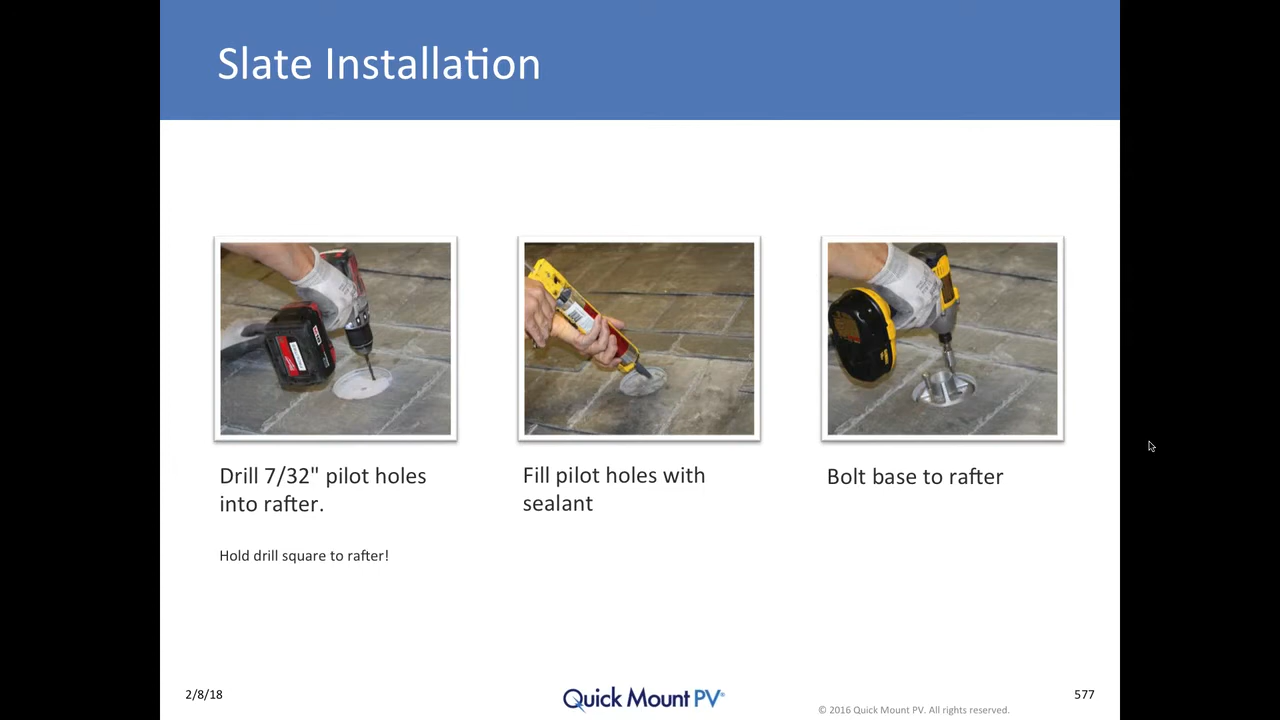 Slate Installation
Drill 7/32" pilot holes
into rafter.
Hold drill square to rafter!
Fill pilot holes with
sealant
Bolt base to rafter
2/8/18
Quick Mount PV®
© 2016 Quick Mount PV. All rights reserved.
577